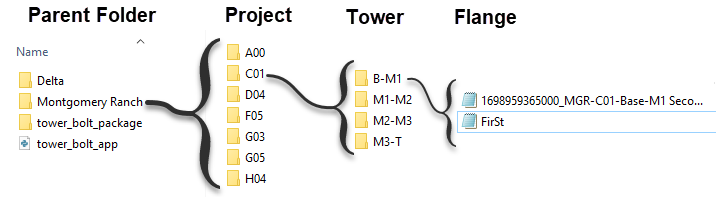 Parent Folder
Name
Delta
Montgomery Ranch
tower_bolt_package
tower_bolt_app
Project
A00
C01
D04
F05
G03
G05
H04
Tower
B-M1
M1-M2
M2-M3
M3-T
Flange
1698959365000_MGR-C01-Base-M1 Seco...
FirSt